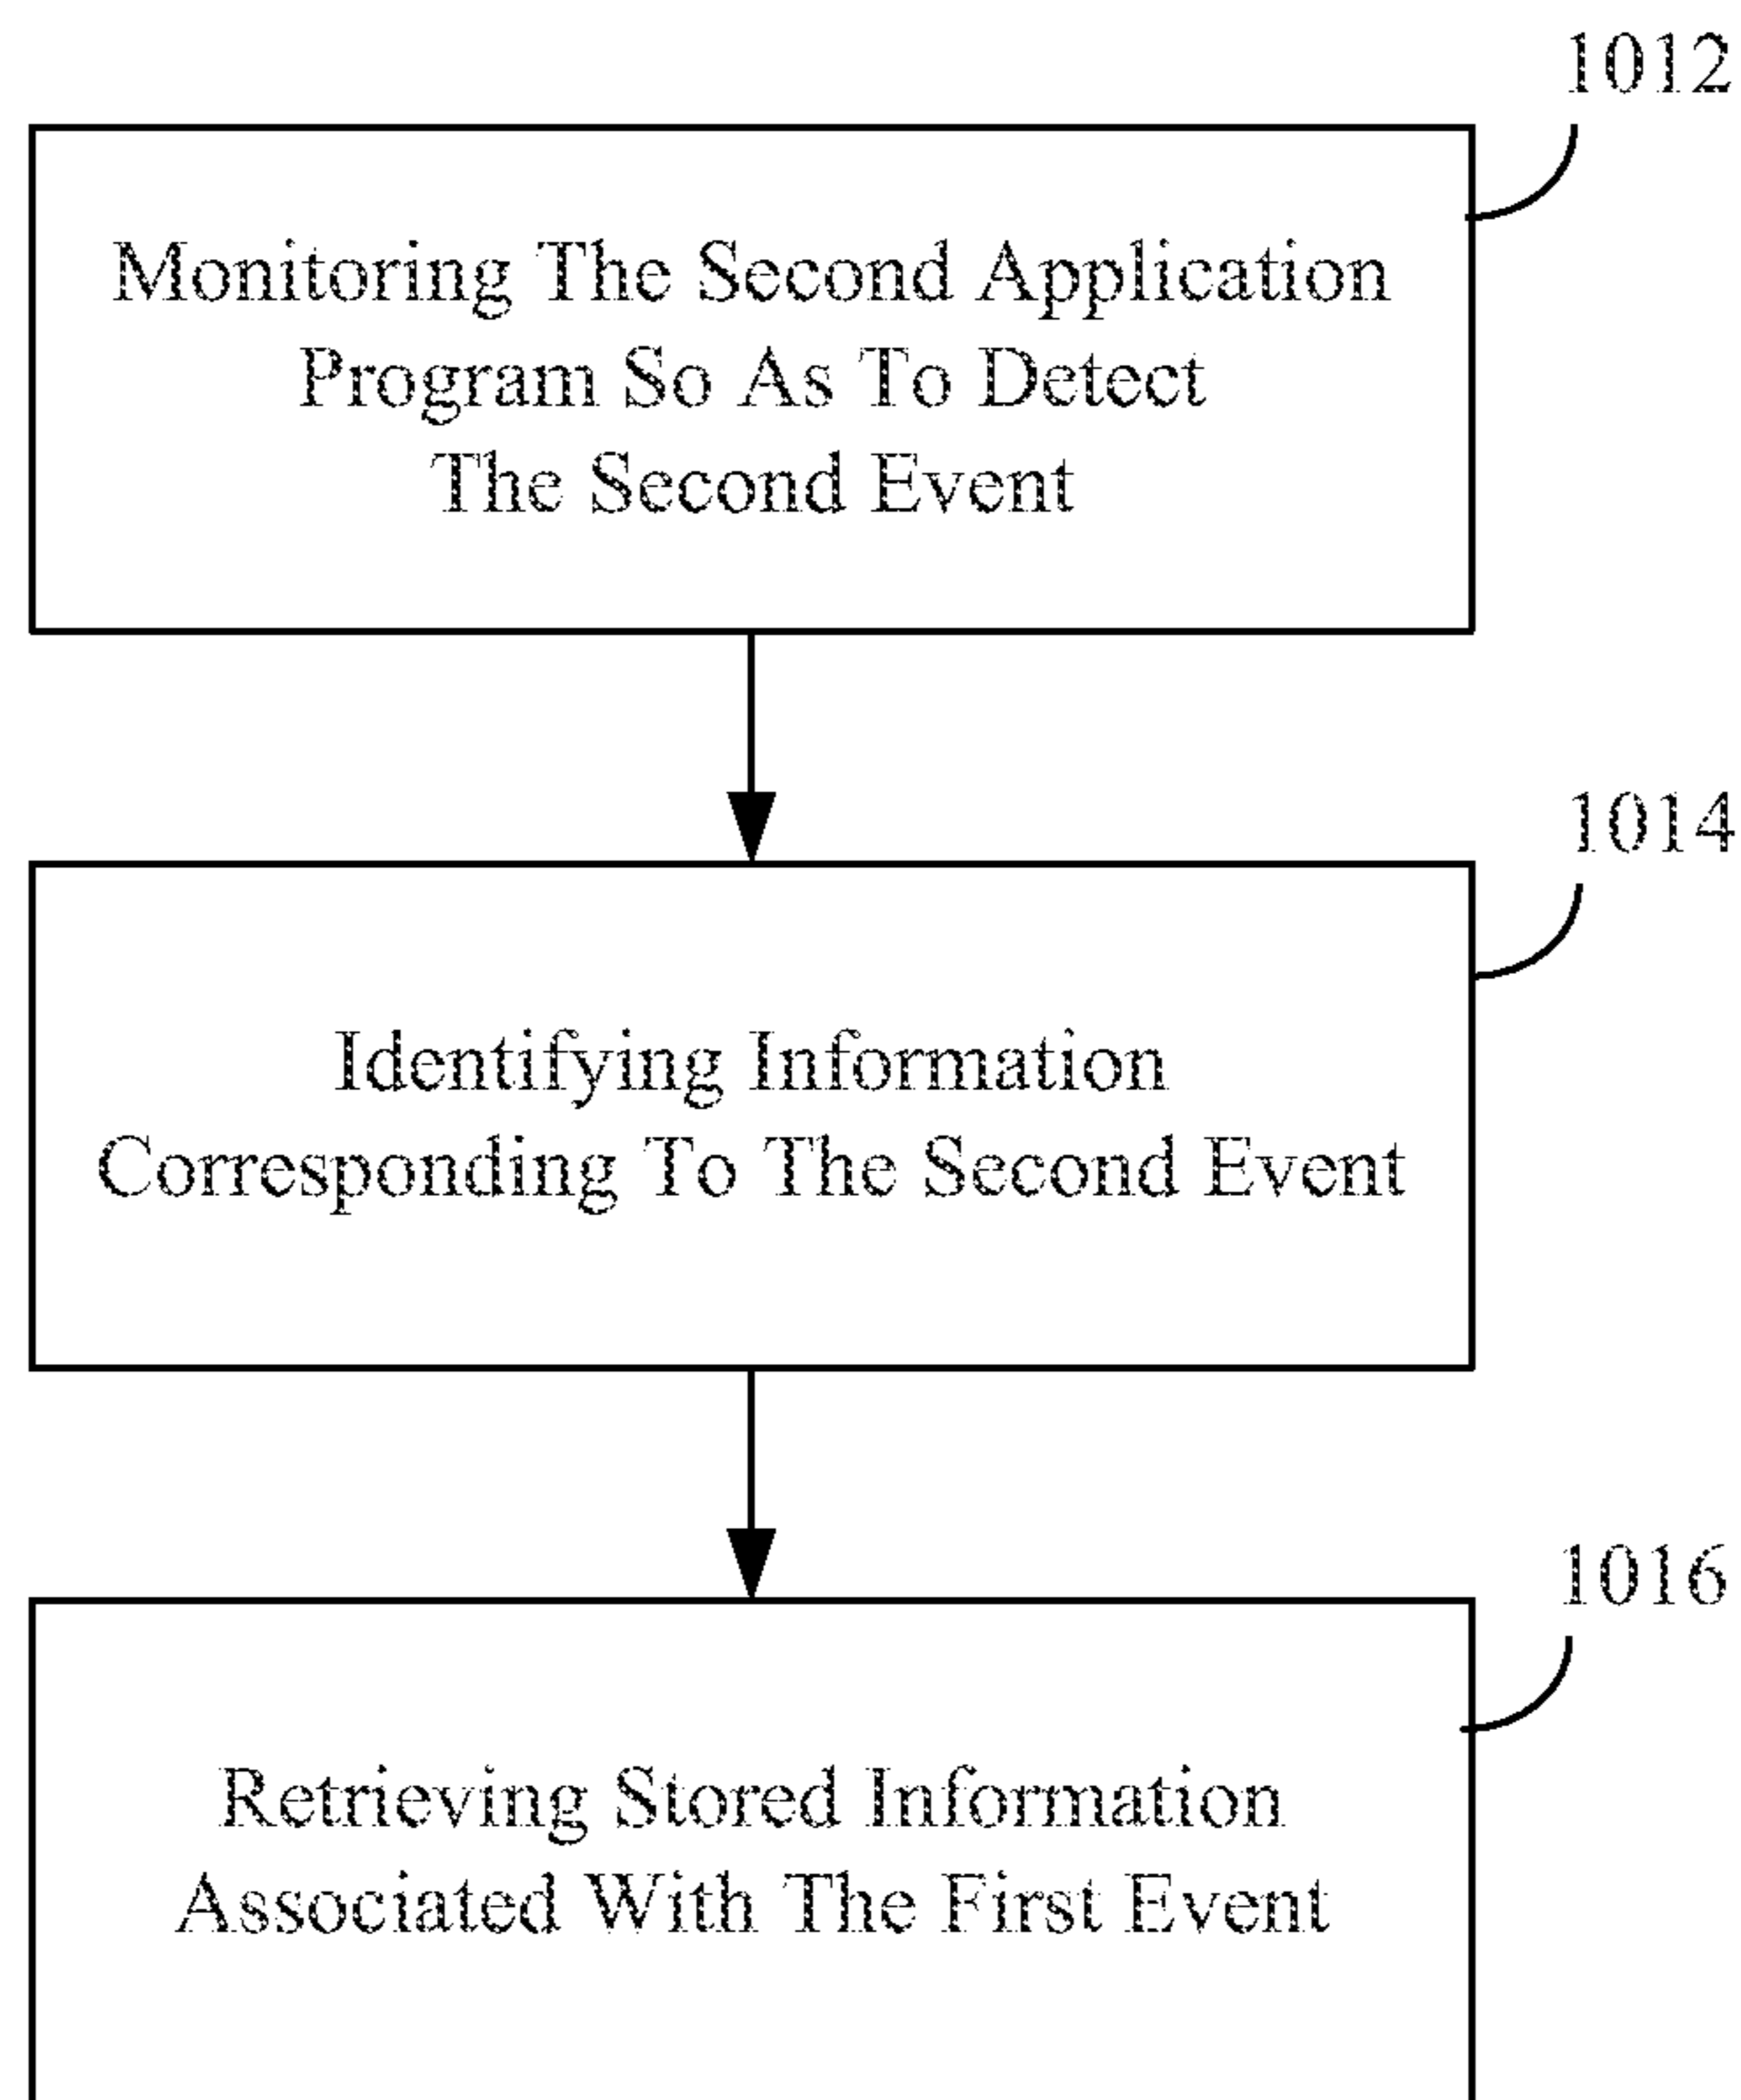 1012
Monitoring The Second Application
Program So As To Detect
The Second Event
1014
Identifying Information
Corresponding To The Second Event
1016
Retrieving Stored Information
Associated With The First Event